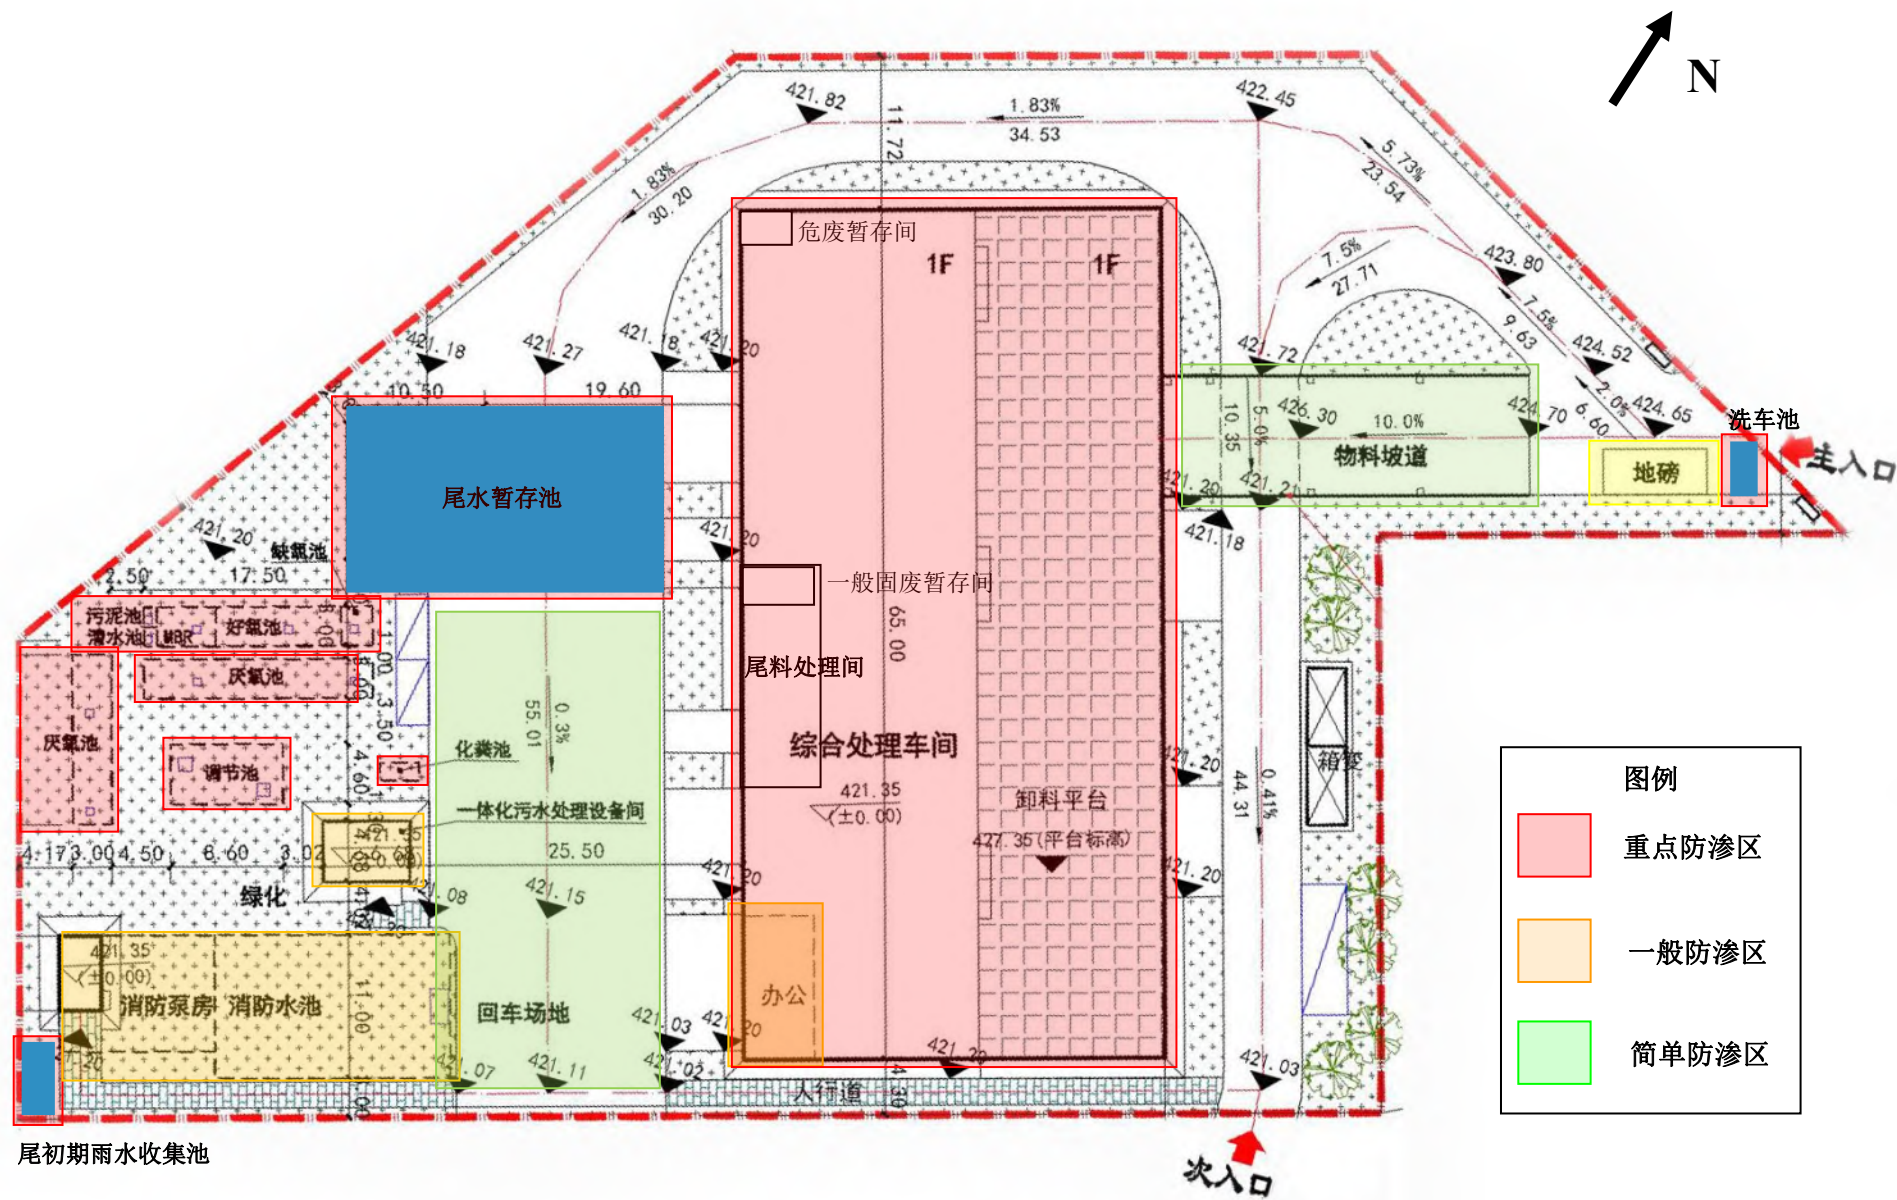 N
421.82
422.45
1.83%
34.53
11.72
5.73%
23.54
1.83%
30.20
危废暂存间
1F
1F
7.5%
27.71
423.80
7.5%
9.63
424.52
421.18
421.27
421.18
421.20
421.72
10.50
19.60
2.0%
6.60
424.65
洗车池
主入口
10.35
5.0%
426.30
10.0%
424.70
物料坡道
地磅
尾水暂存池
421.20
421.21
421.18
421.20
缺氧池
421.20
2.50
17.50
一般固废暂存间
污泥池
清水池
MBR
好氧池
8.00
1.00
65.00
厌氧池
3.50
尾料处理间
0.3%
55.01
厌氧池
调节池
化粪池
4.60
综合处理车间
421.20
0.41%
44.31
箱变
图例
一体化污水处理设备间
421.35
(±0.00)
卸料平台
427.35(平台标高)
重点防渗区
4.17
3.00
4.50
6.60
3.02
25.50
421.20
421.20
绿化
421.08
421.15
一般防渗区
421.35
(±0.00)
消防泵房
消防水池
11.00
回车场地
办公
421.03
421.20
简单防渗区
421.07
421.11
421.02
421.20
421.03
人行道
4.30
尾初期雨水收集池
次入口